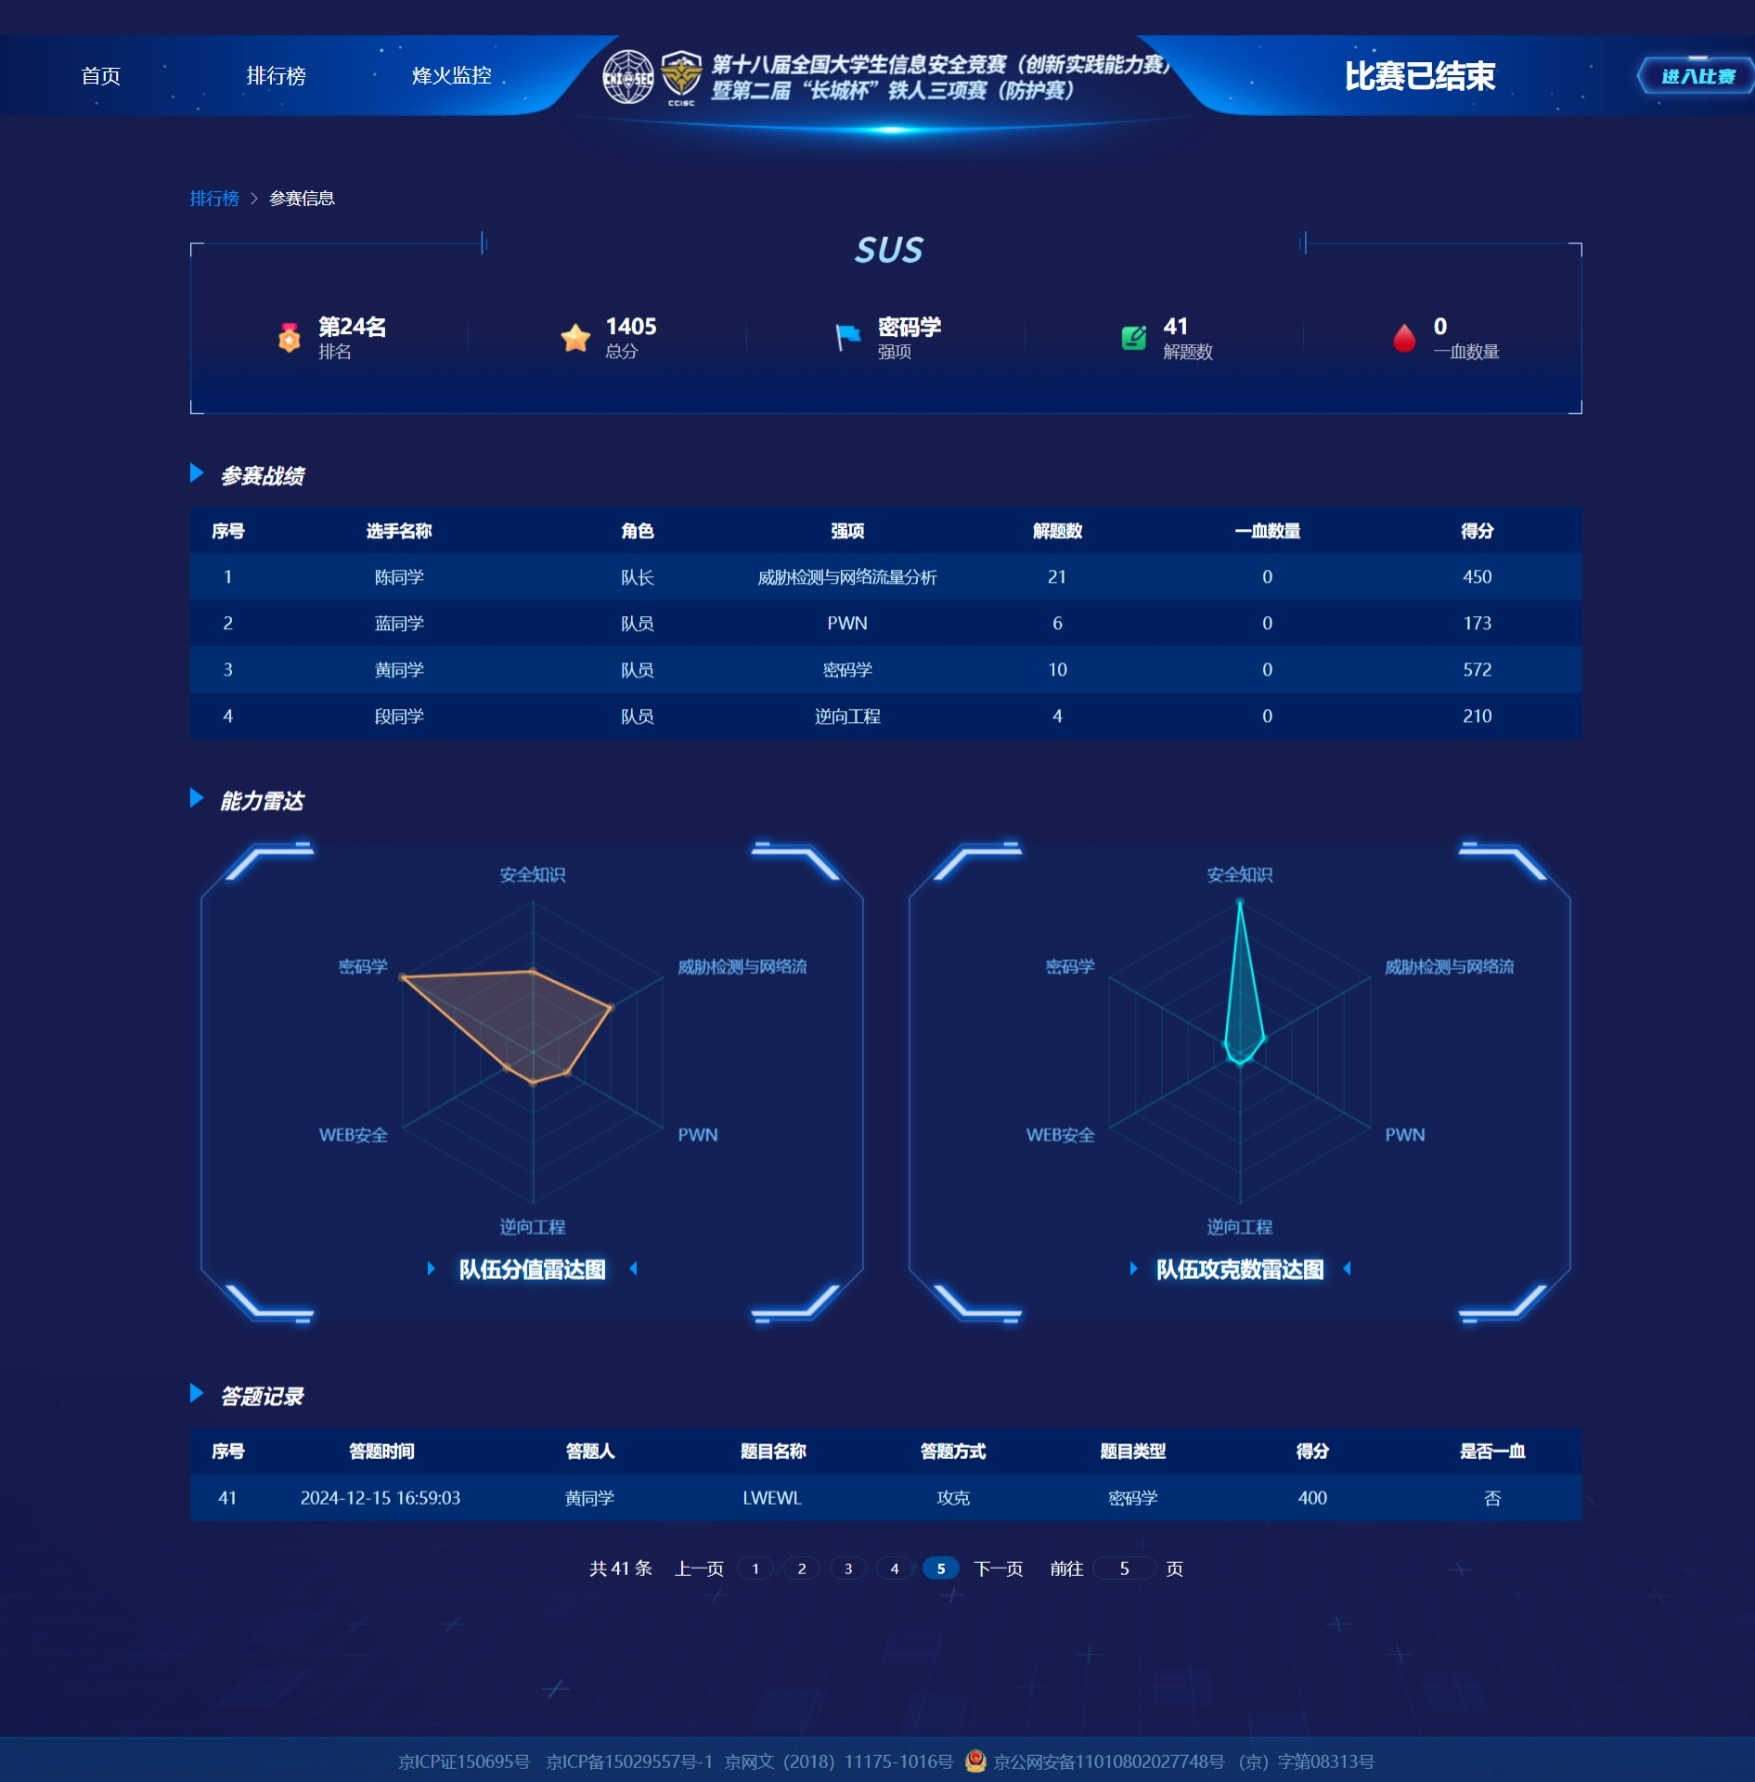 首页 排行榜 烽火监控
CNITSEC CCISC
第十八届全国大学生信息安全竞赛（创新实践能力赛）
暨第二届“长城杯”铁人三项赛（防护赛）
比赛已结束 进入比赛
排行榜 > 参赛信息
SUS
第24名 1405 密码学 41 0
排名 总分 强项 解题数 一血数量
参赛战绩
序号 选手名称 角色 强项 解题数 一血数量 得分
1 陈同学 队长 威胁检测与网络流量分析 21 0 450
2 蓝同学 队员 PWN 6 0 173
3 黄同学 队员 密码学 10 0 572
4 段同学 队员 逆向工程 4 0 210
能力雷达
安全知识 安全知识
密码学 威胁检测与网络流 密码学 威胁检测与网络流
WEB安全 PWN WEB安全 PWN
逆向工程 逆向工程
队伍分值雷达图 队伍攻克数雷达图
答题记录
序号 答题时间 答题人 题目名称 答题方式 题目类型 得分 是否一血
41 2024-12-15 16:59:03 黄同学 LWEWL 攻克 密码学 400 否
共 41 条 上一页 1 2 3 4 5 下一页 前往 5 页
京ICP证150695号 京ICP备15029557号-1 京网文（2018）11175-1016号 京公网安备11010802027748号 （京）字第08313号